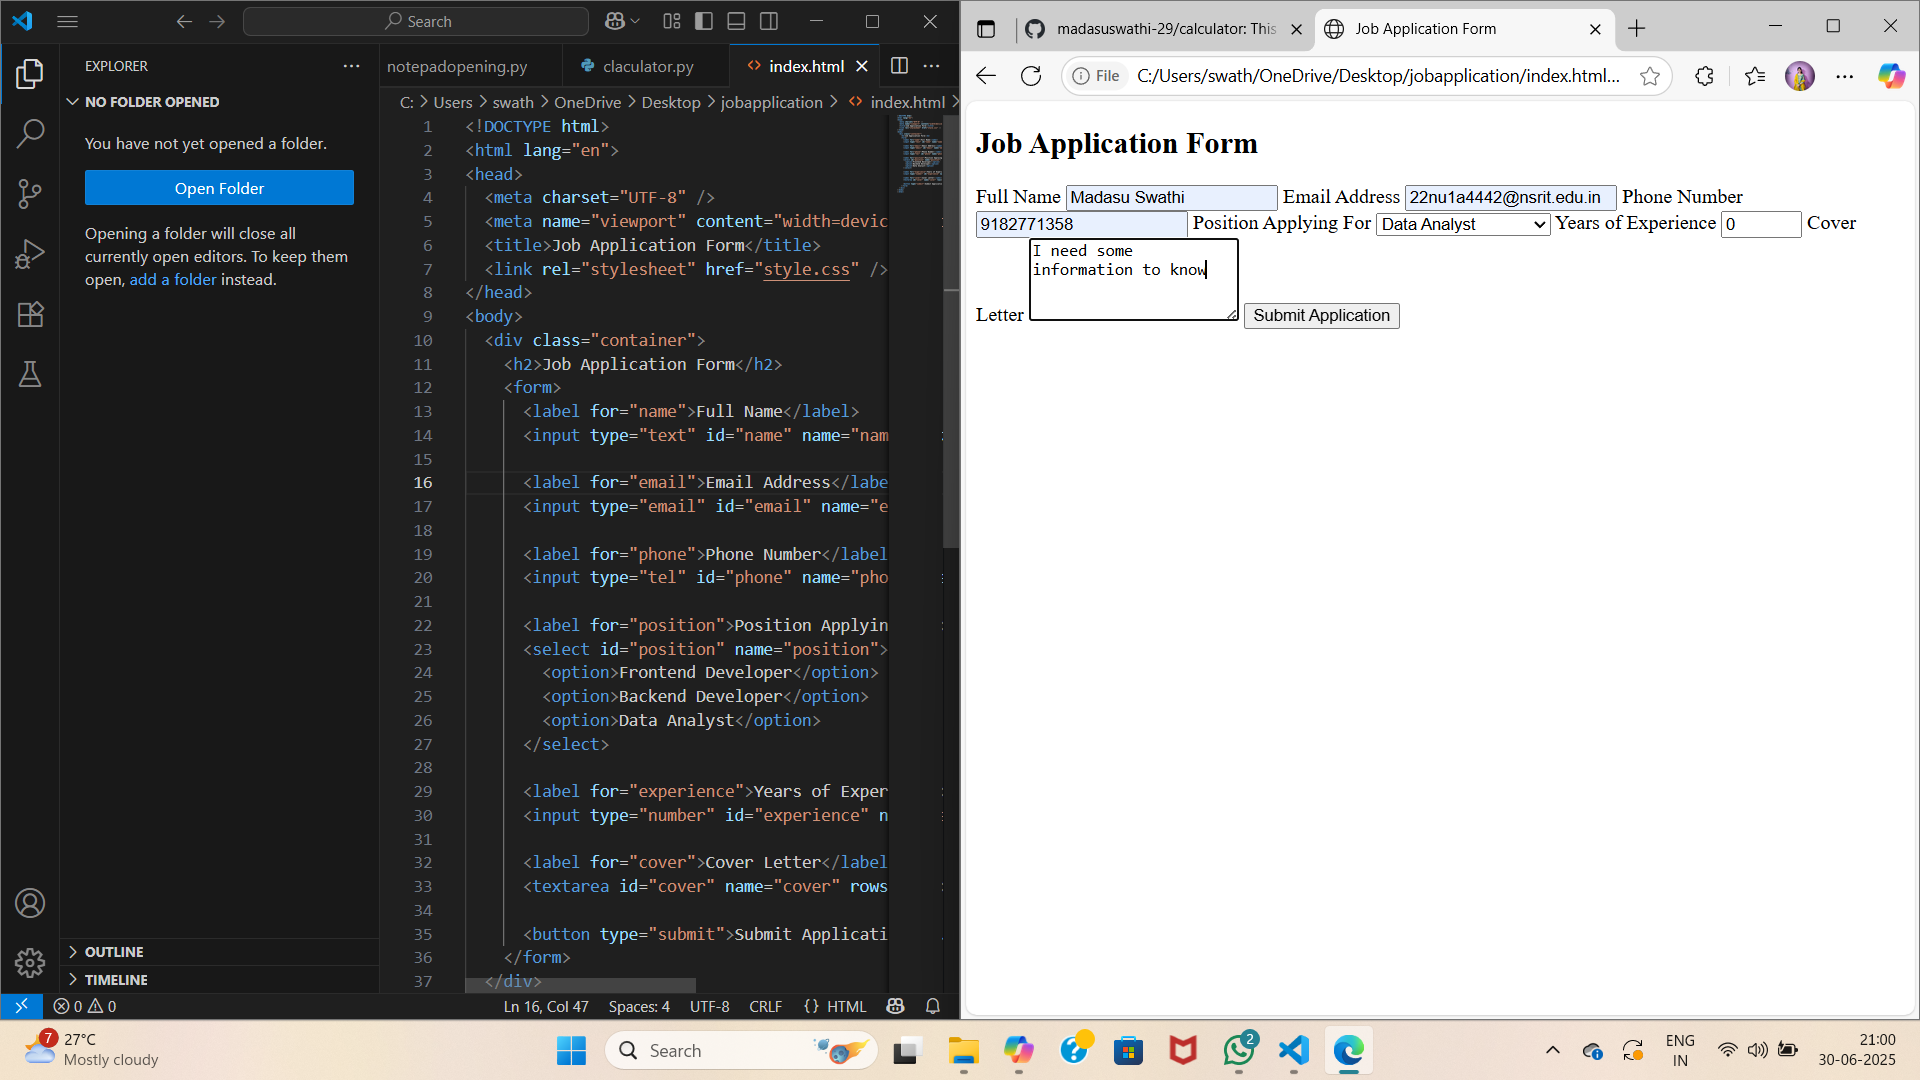 Search
EXPLORER
NO FOLDER OPENED
You have not yet opened a folder.
Open Folder
Opening a folder will close all
currently open editors. To keep them
open, add a folder instead.
OUTLINE
TIMELINE
notepadopening.py
claculator.py
index.html
C: > Users > swath > OneDrive > Desktop > jobapplication > <> index.html >
1 <!DOCTYPE html>
2 <html lang="en">
3 <head>
4 <meta charset="UTF-8" />
5 <meta name="viewport" content="width=devic
6 <title>Job Application Form</title>
7 <link rel="stylesheet" href="style.css" />
8 </head>
9 <body>
10 <div class="container">
11 <h2>Job Application Form</h2>
12 <form>
13 <label for="name">Full Name</label>
14 <input type="text" id="name" name="nam
15
16 <label for="email">Email Address</labe
17 <input type="email" id="email" name="e
18
19 <label for="phone">Phone Number</label
20 <input type="tel" id="phone" name="pho
21
22 <label for="position">Position Applyin
23 <select id="position" name="position">
24 <option>Frontend Developer</option>
25 <option>Backend Developer</option>
26 <option>Data Analyst</option>
27 </select>
28
29 <label for="experience">Years of Exper
30 <input type="number" id="experience" n
31
32 <label for="cover">Cover Letter</label
33 <textarea id="cover" name="cover" rows
34
35 <button type="submit">Submit Applicati
36 </form>
37 </div>
0 0
Ln 16, Col 47 Spaces: 4 UTF-8 CRLF {} HTML
madasuswathi-29/calculator: This
Job Application Form
File C:/Users/swath/OneDrive/Desktop/jobapplication/index.html...
Job Application Form
Full Name Madasu Swathi Email Address 22nu1a4442@nsrit.edu.in Phone Number
9182771358 Position Applying For Data Analyst Years of Experience 0 Cover
I need some
information to know
Letter Submit Application
7 27°C
Mostly cloudy
Search
2
ENG
IN
21:00
30-06-2025